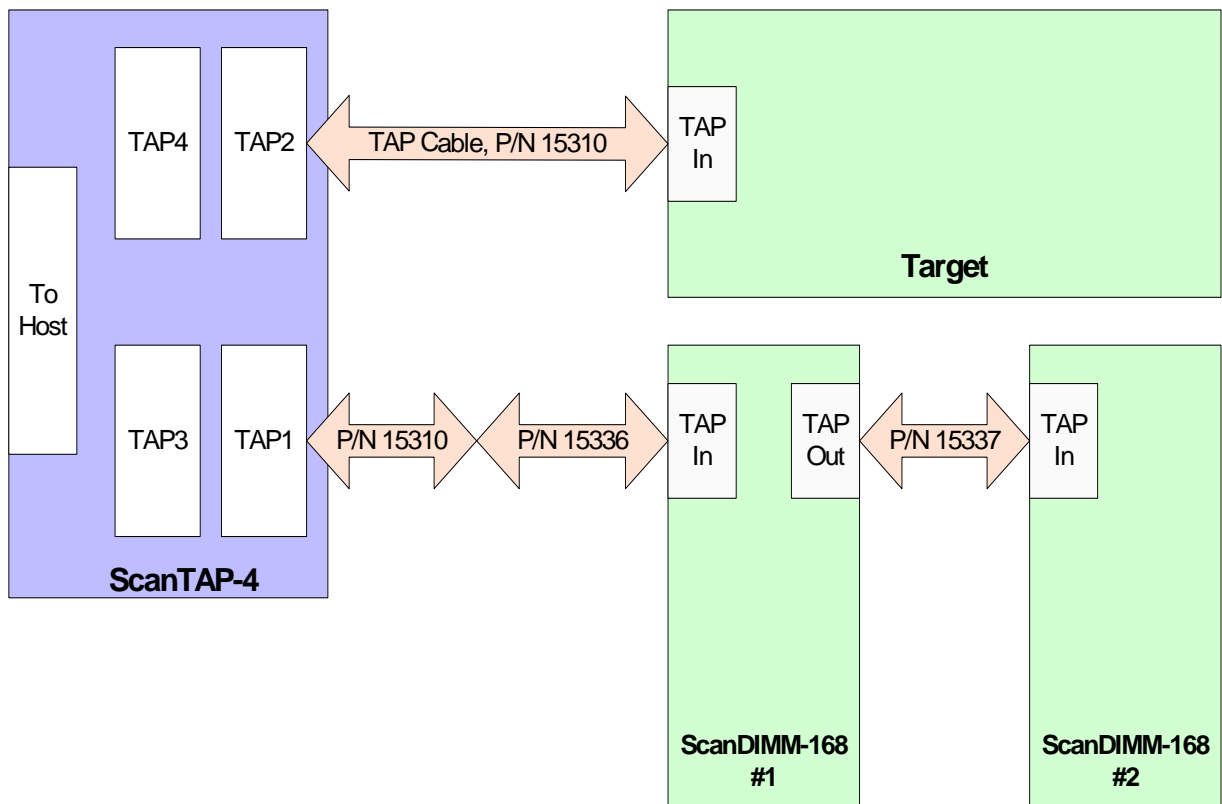 TAP4
TAP2
TAP Cable, P/N 15310
TAP
In
Target
To
Host
TAP3
TAP1
P/N 15310
P/N 15336
TAP
In
TAP
Out
P/N 15337
TAP
In
ScanTAP-4
ScanDIMM-168
#1
ScanDIMM-168
#2